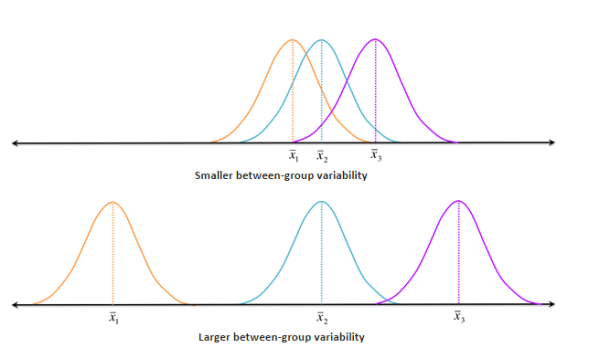 x̄₁ x̄₂ x̄₃
Smaller between-group variability
x̄₁ x̄₂ x̄₃
Larger between-group variability